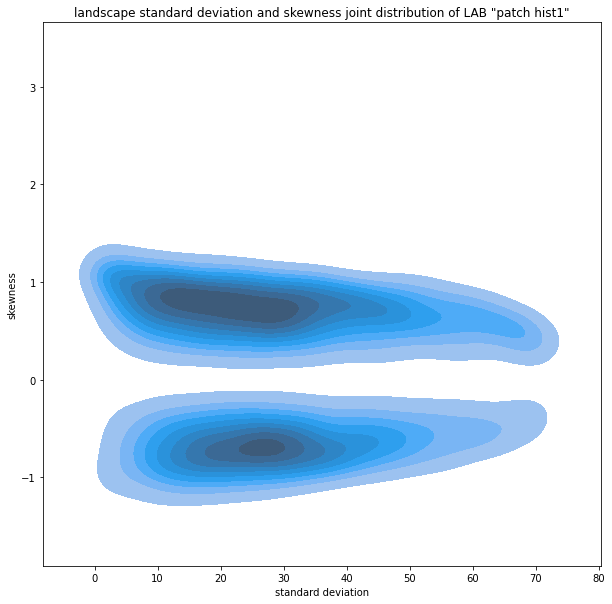 landscape standard deviation and skewness joint distribution of LAB "patch hist1"
skewness
3
2
1
0
−1
0 10 20 30 40 50 60 70 80
standard deviation